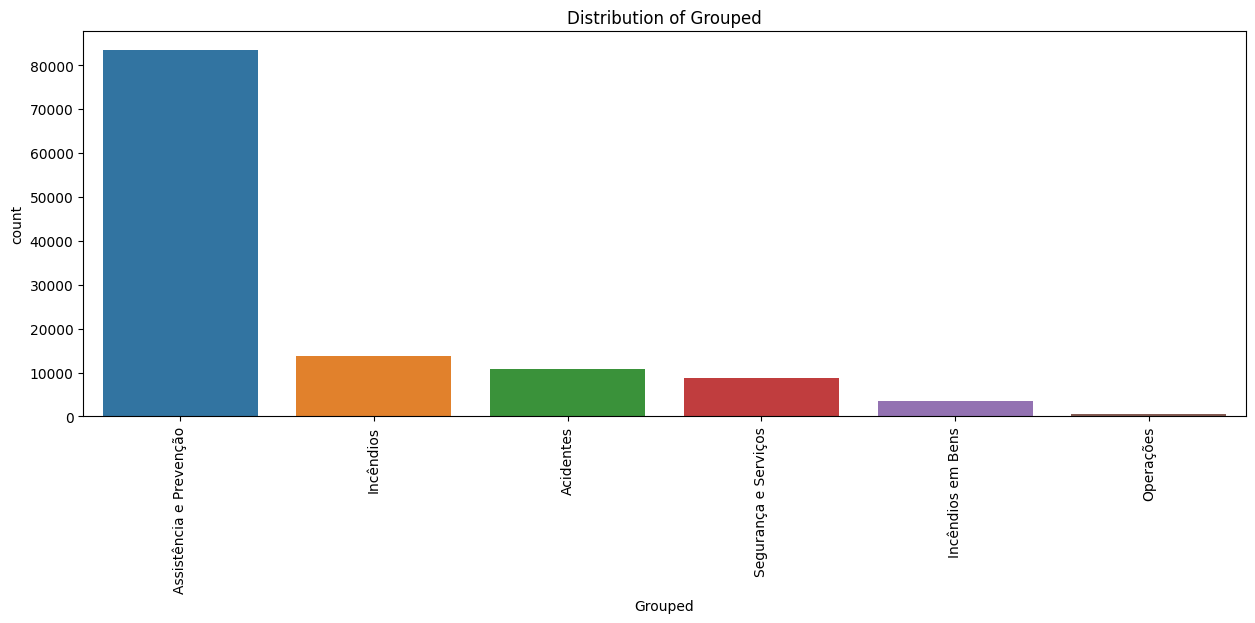 Distribution of Grouped
count
80000
70000
60000
50000
40000
30000
20000
10000
0
Assistência e Prevenção
Incêndios
Acidentes
Segurança e Serviços
Incêndios em Bens
Operações
Grouped